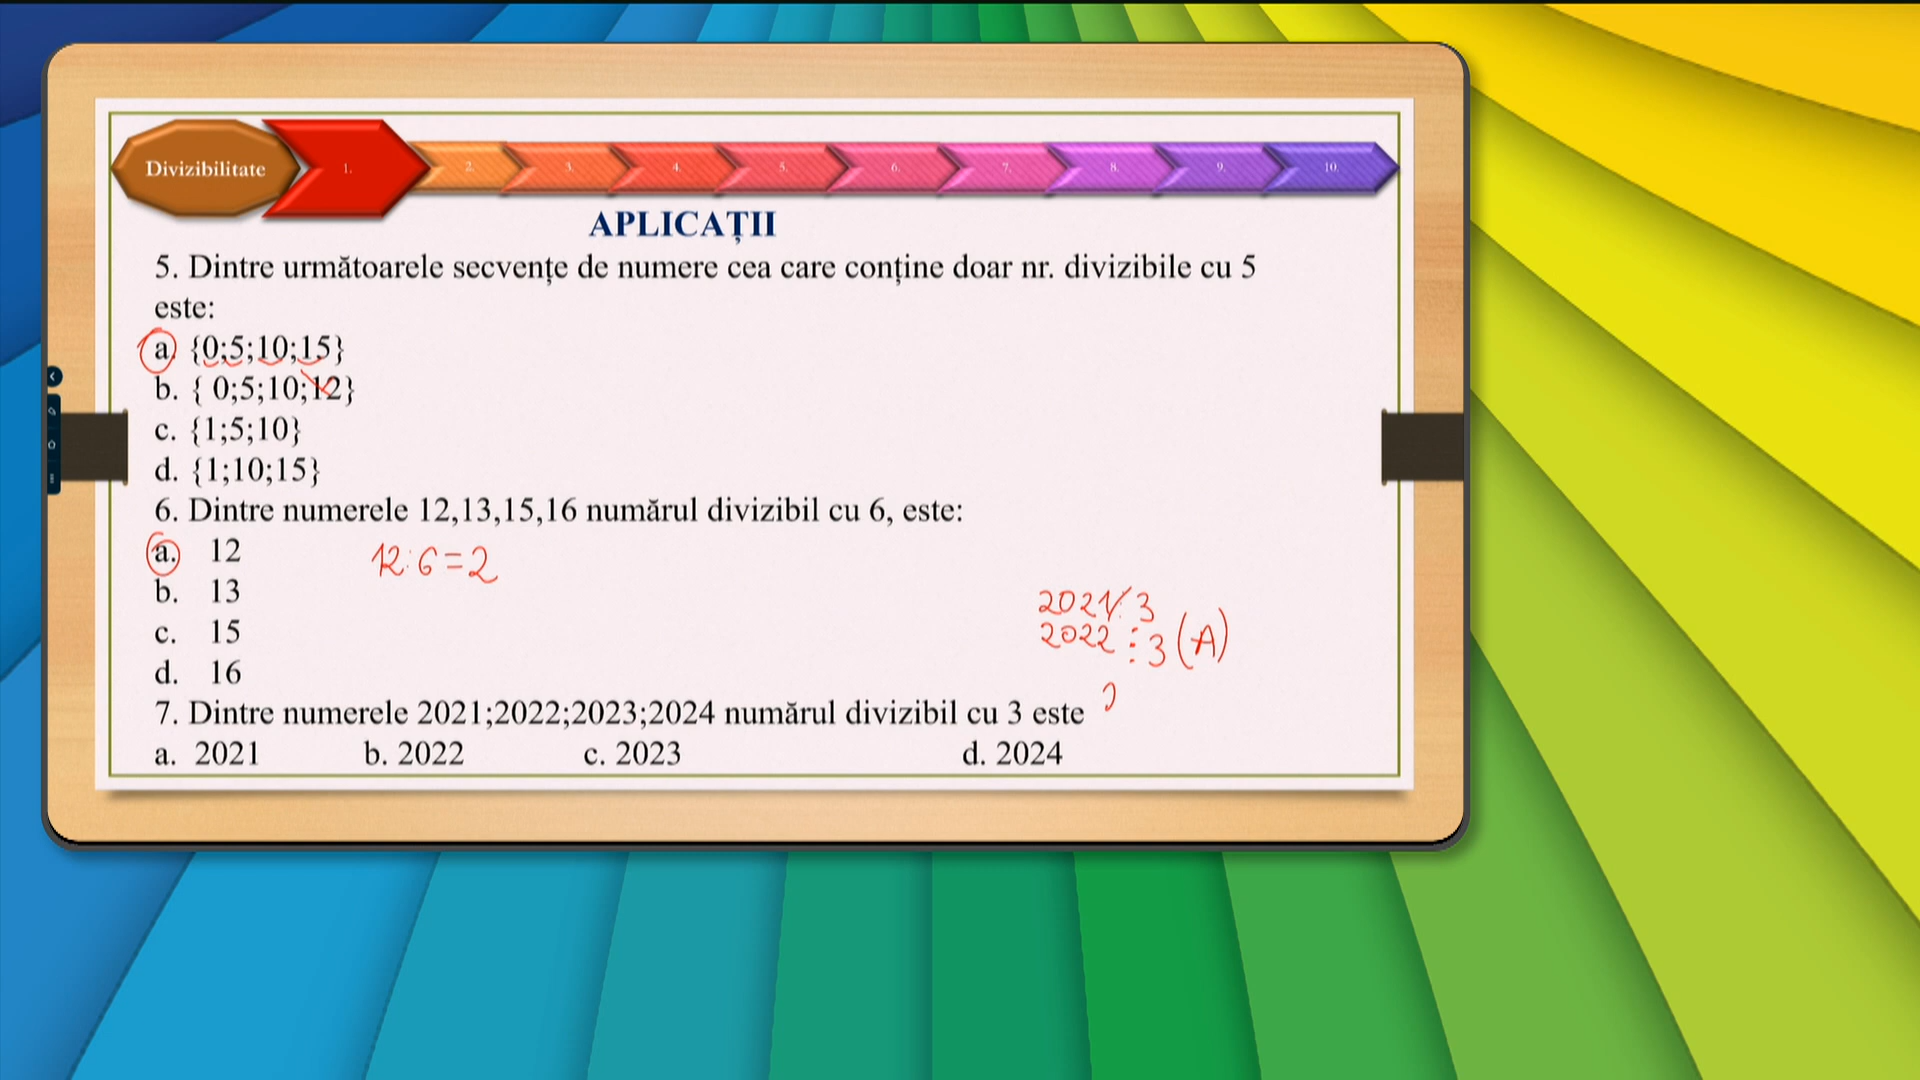 Divizibilitate 1. 2. 3. 4. 5. 6. 7. 8. 9. 10.
APLICAȚII
5. Dintre următoarele secvențe de numere cea care conține doar nr. divizibile cu 5
este:
a. {0;5;10;15}
b. { 0;5;10;12}
c. {1;5;10}
d. {1;10;15}
6. Dintre numerele 12,13,15,16 numărul divizibil cu 6, este:
a. 12 12:6=2
b. 13
2021 3
c. 15
2022 ⋮ 3 (A)
d. 16
7. Dintre numerele 2021;2022;2023;2024 numărul divizibil cu 3 este
a. 2021 b. 2022 c. 2023 d. 2024